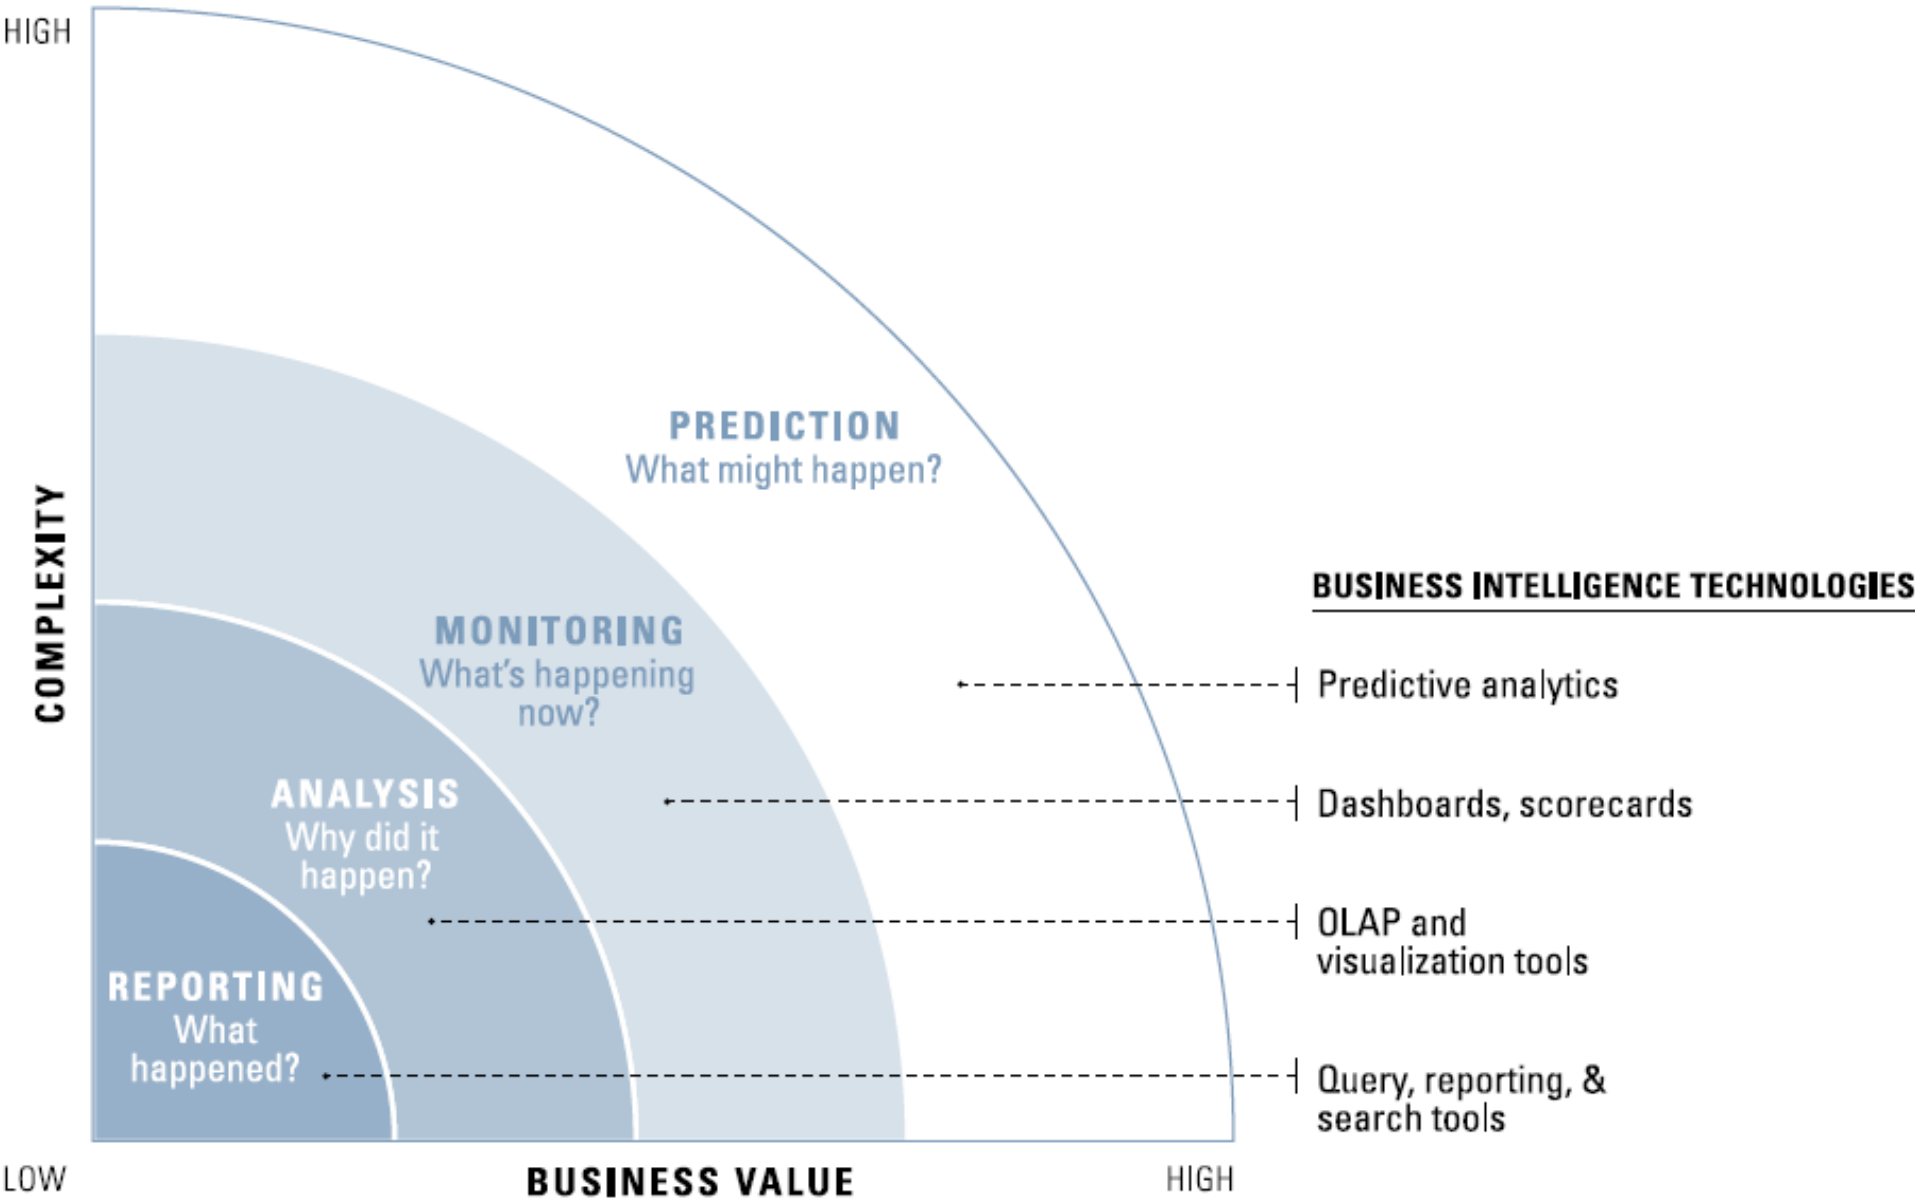 HIGH
COMPLEXITY
PREDICTION
What might happen?
MONITORING
What's happening
now?
ANALYSIS
Why did it
happen?
REPORTING
What
happened?
BUSINESS INTELLIGENCE TECHNOLOGIES
Predictive analytics
Dashboards, scorecards
OLAP and
visualization tools
Query, reporting, &
search tools
LOW
BUSINESS VALUE
HIGH